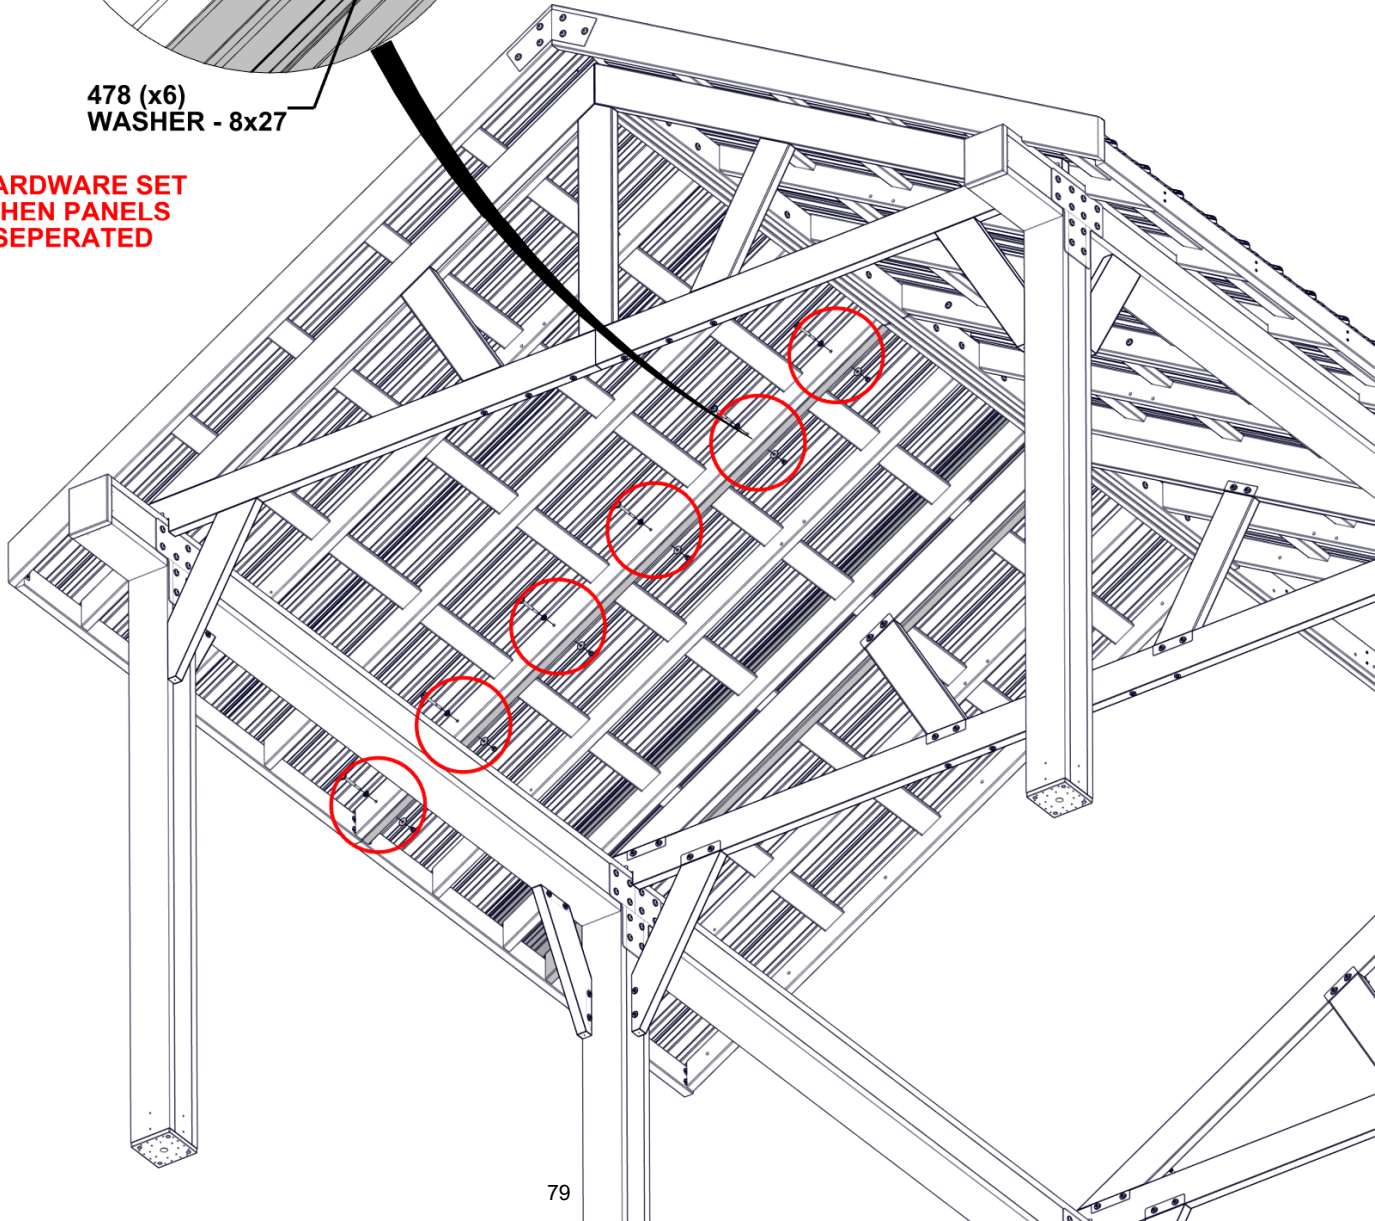 478 (x6)
WASHER - 8x27
ARDWARE SET
HEN PANELS
SEPERATED
79